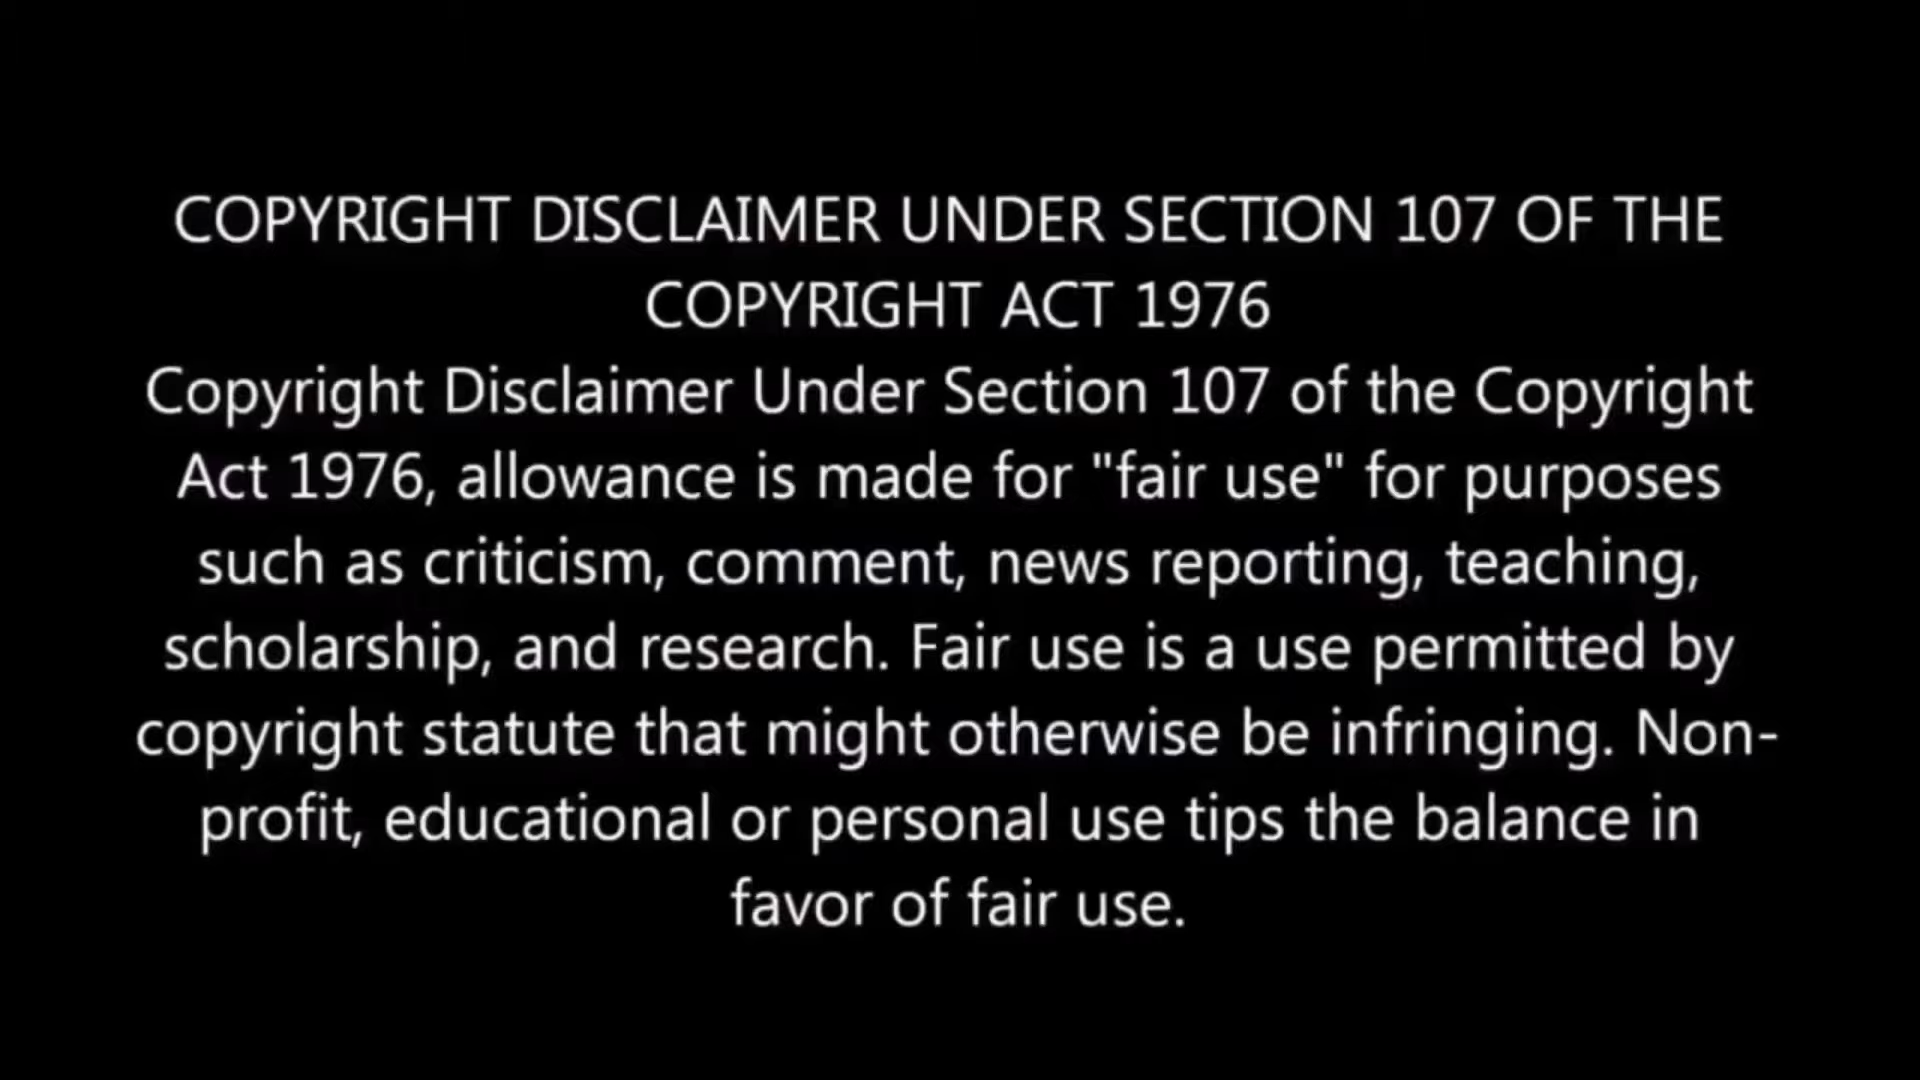 COPYRIGHT DISCLAIMER UNDER SECTION 107 OF THE
COPYRIGHT ACT 1976
Copyright Disclaimer Under Section 107 of the Copyright
Act 1976, allowance is made for "fair use" for purposes
such as criticism, comment, news reporting, teaching,
scholarship, and research. Fair use is a use permitted by
copyright statute that might otherwise be infringing. Non-
profit, educational or personal use tips the balance in
favor of fair use.